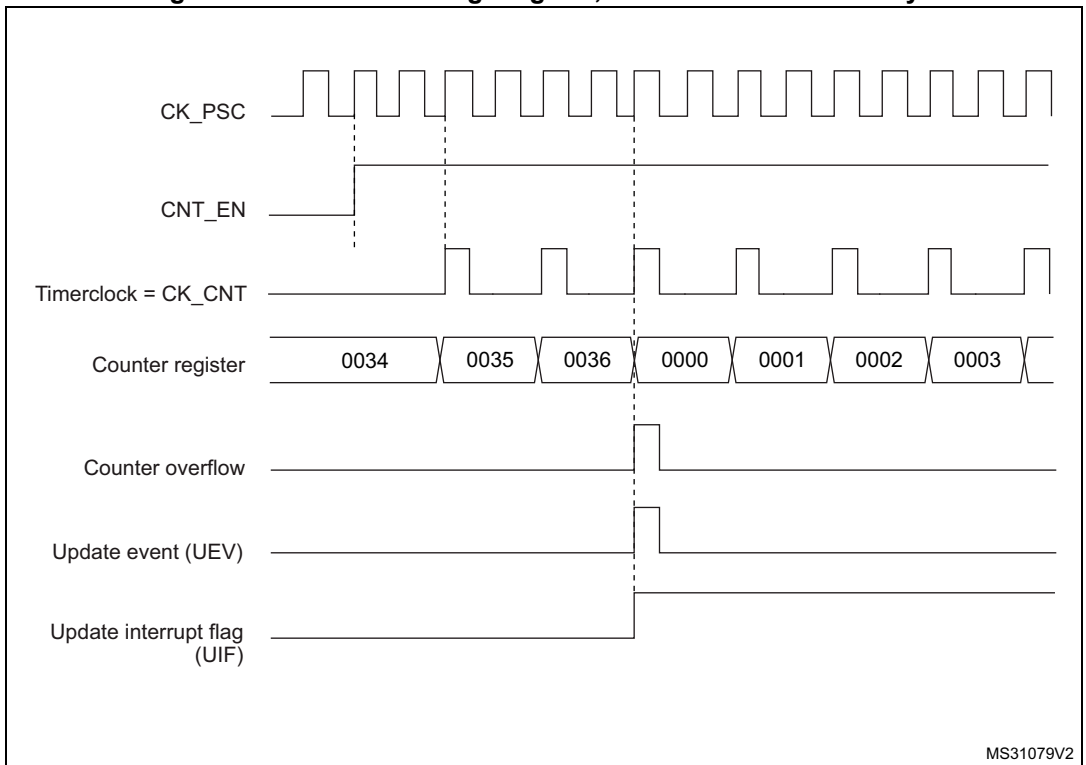 CK_PSC
CNT_EN
Timerclock = CK_CNT
Counter register 0034 0035 0036 0000 0001 0002 0003
Counter overflow
Update event (UEV)
Update interrupt flag
(UIF)
MS31079V2